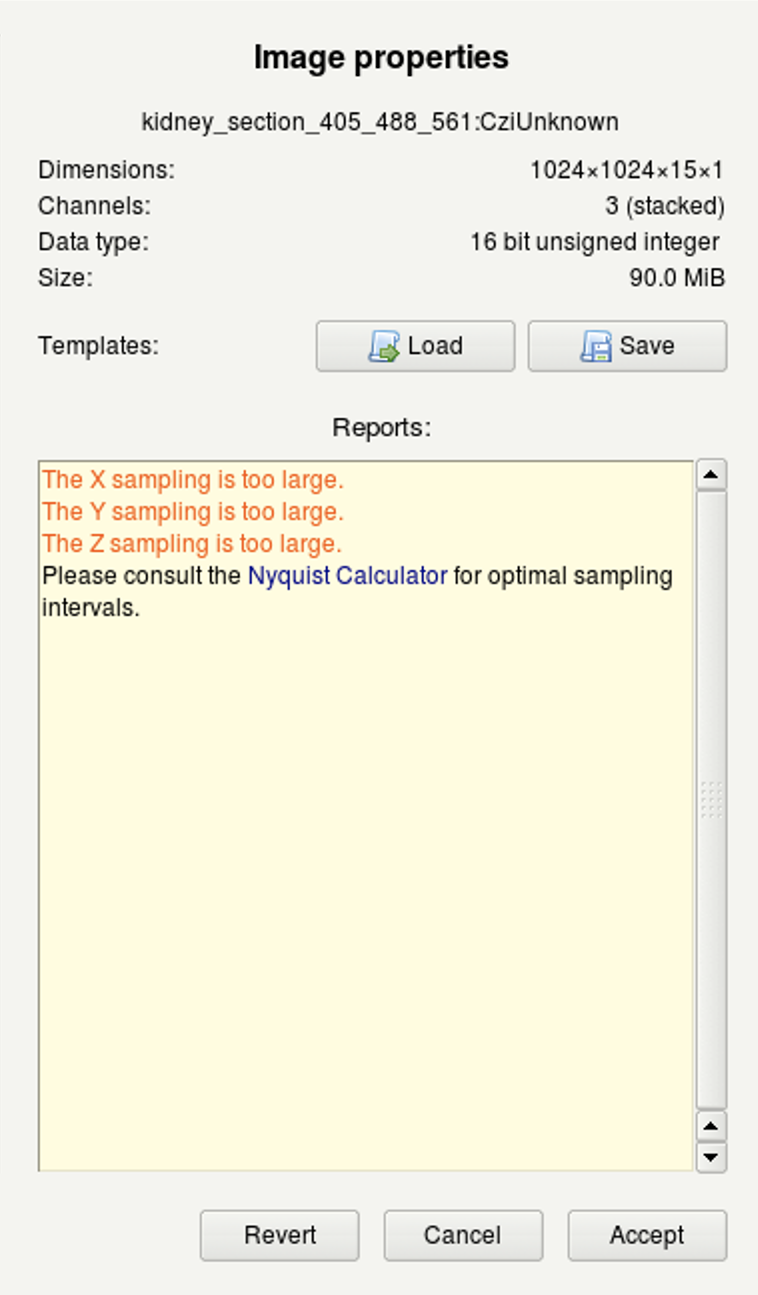 Image properties
kidney_section_405_488_561:CziUnknown
Dimensions: 1024×1024×15×1
Channels: 3 (stacked)
Data type: 16 bit unsigned integer
Size: 90.0 MiB
Templates: Load Save
Reports:
The X sampling is too large.
The Y sampling is too large.
The Z sampling is too large.
Please consult the Nyquist Calculator for optimal sampling
intervals.
Revert Cancel Accept